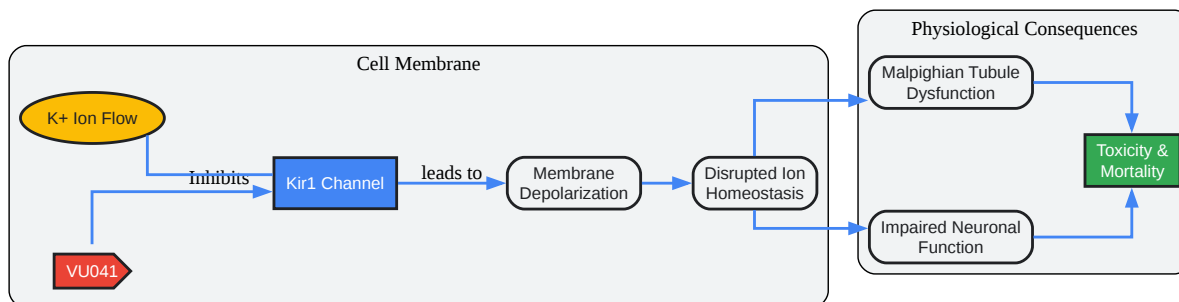 Physiological Consequences
Cell Membrane
Malpighian Tubule
Dysfunction
K+ Ion Flow
Toxicity &
Mortality
Inhibits
Kir1 Channel
leads to
Membrane
Depolarization
Disrupted Ion
Homeostasis
Impaired Neuronal
Function
VU041